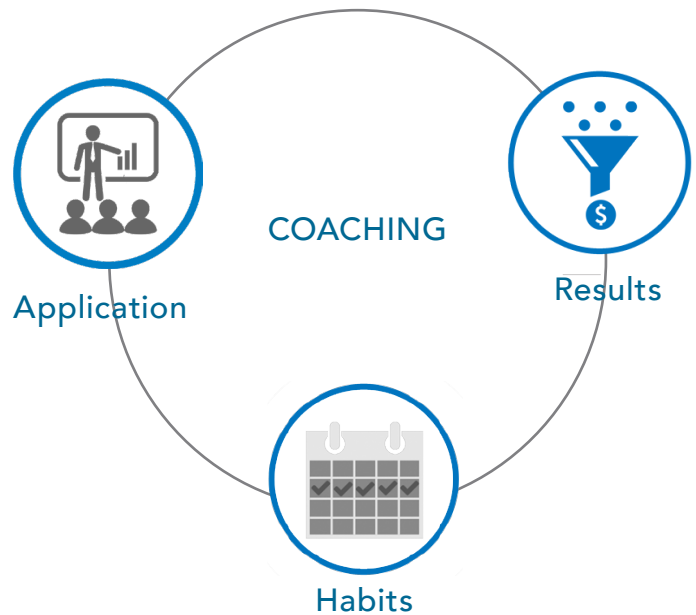 COACHING
Application
$
Results
Habits